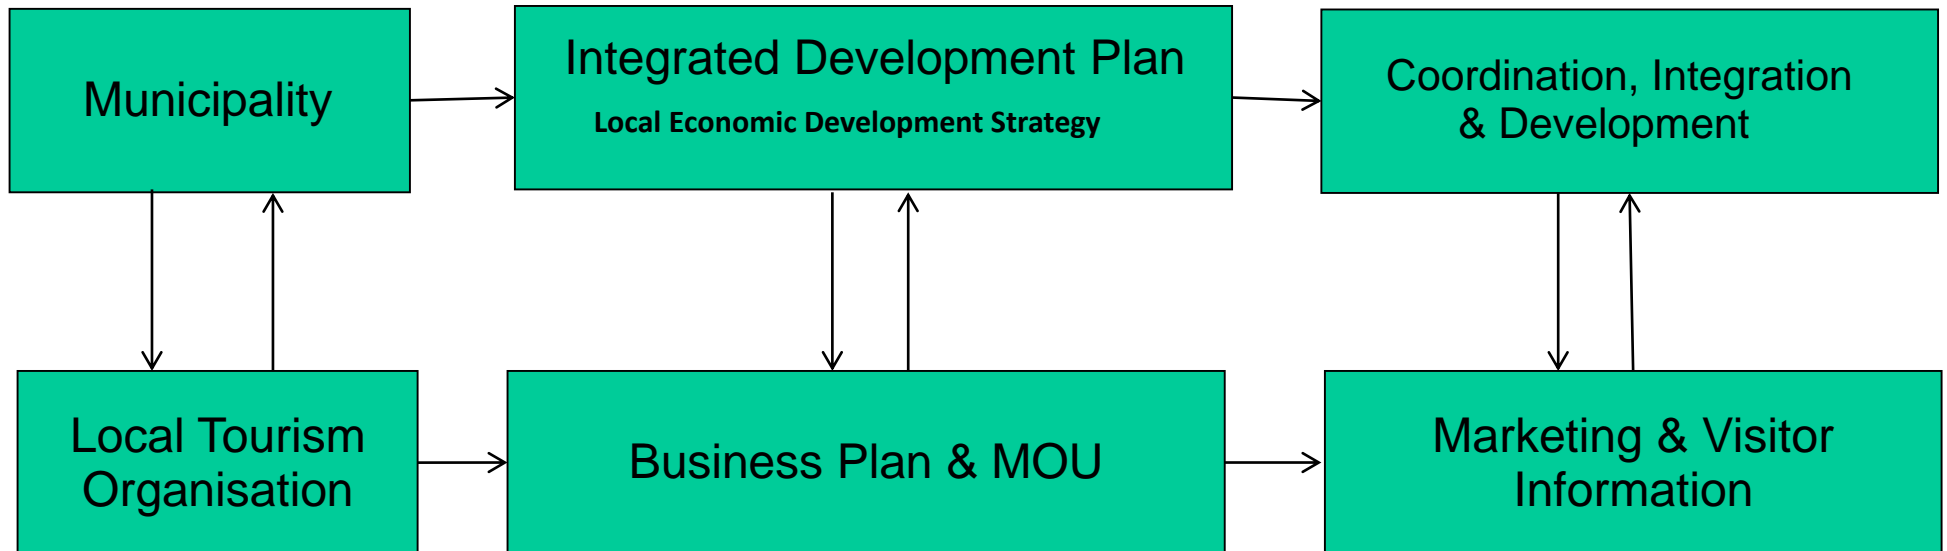 Municipality
Integrated Development Plan
Local Economic Development Strategy
Coordination, Integration
& Development
Local Tourism
Organisation
Business Plan & MOU
Marketing & Visitor
Information